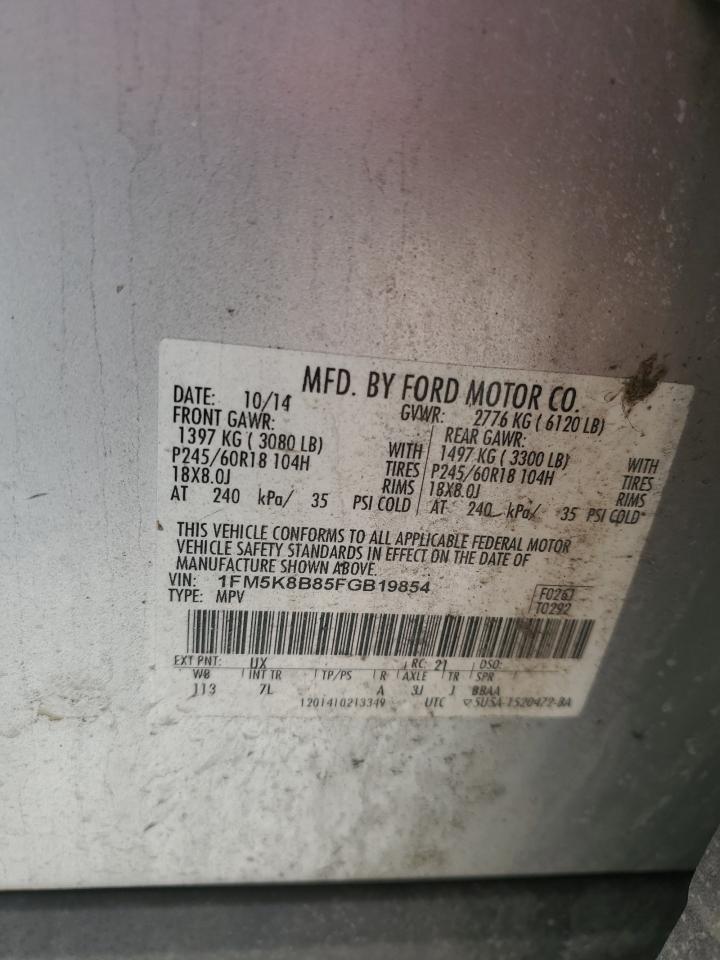 MFD. BY FORD MOTOR CO.
DATE: 10/14 GVWR: 2776 KG ( 6120 LB)
FRONT GAWR: REAR GAWR:
1397 KG ( 3080 LB) WITH 1497 KG ( 3300 LB) WITH
P245/60R18 104H TIRES P245/60R18 104H TIRES
18X8.0J RIMS 18X8.0J RIMS
AT 240 kPa/ 35 PSI COLD AT 240 kPa/ 35 PSI COLD
THIS VEHICLE CONFORMS TO ALL APPLICABLE FEDERAL MOTOR
VEHICLE SAFETY STANDARDS IN EFFECT ON THE DATE OF
MANUFACTURE SHOWN ABOVE.
VIN: 1FM5K8B85FGB19854
TYPE: MPV
T0292
EXT PNT: UX RC: 21 DSO:
WB INT TR TP/PS R AXLE TR SPR
113 7L A 3J J BBAA
1201410213349 UTC 5USA-1520472-BA